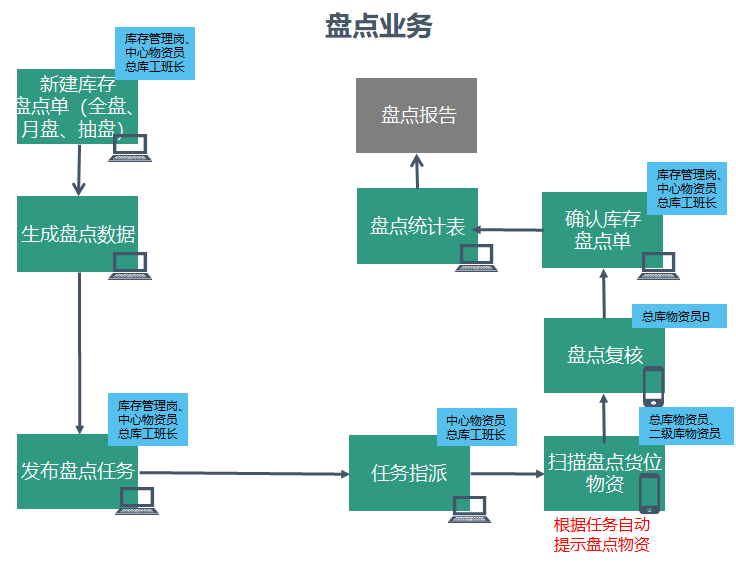 盘点业务
库存管理岗、
中心物资员
总库工班长
新建库存
盘点单（全盘、
月盘、抽盘）
生成盘点数据
库存管理岗、
中心物资员
总库工班长
发布盘点任务
中心物资员
总库工班长
任务指派
总库物资员、
二级库物资员
扫描盘点货位
物资
根据任务自动
提示盘点物资
总库物资员B
盘点复核
库存管理岗、
中心物资员
总库工班长
确认库存
盘点单
盘点统计表
盘点报告